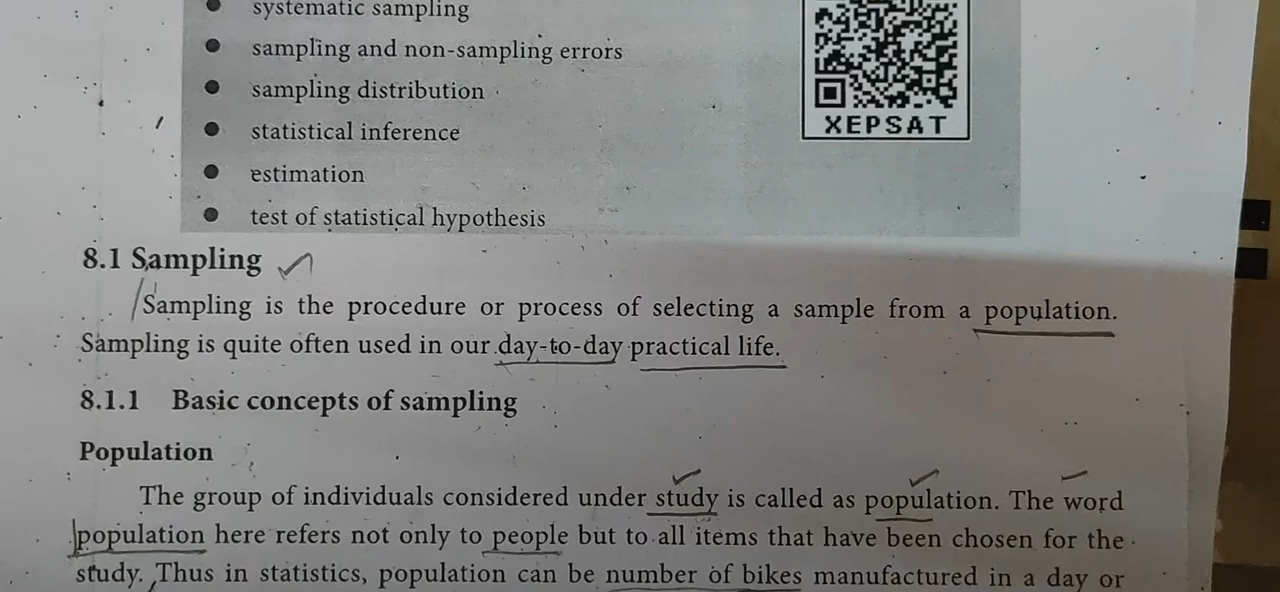 systematic sampling
● sampling and non-sampling errors
● sampling distribution
● statistical inference
● estimation
● test of statistical hypothesis
XEPSAT
8.1 Sampling
Sampling is the procedure or process of selecting a sample from a population.
Sampling is quite often used in our day-to-day practical life.
8.1.1 Basic concepts of sampling
Population
The group of individuals considered under study is called as population. The word
population here refers not only to people but to all items that have been chosen for the
study. Thus in statistics, population can be number of bikes manufactured in a day or